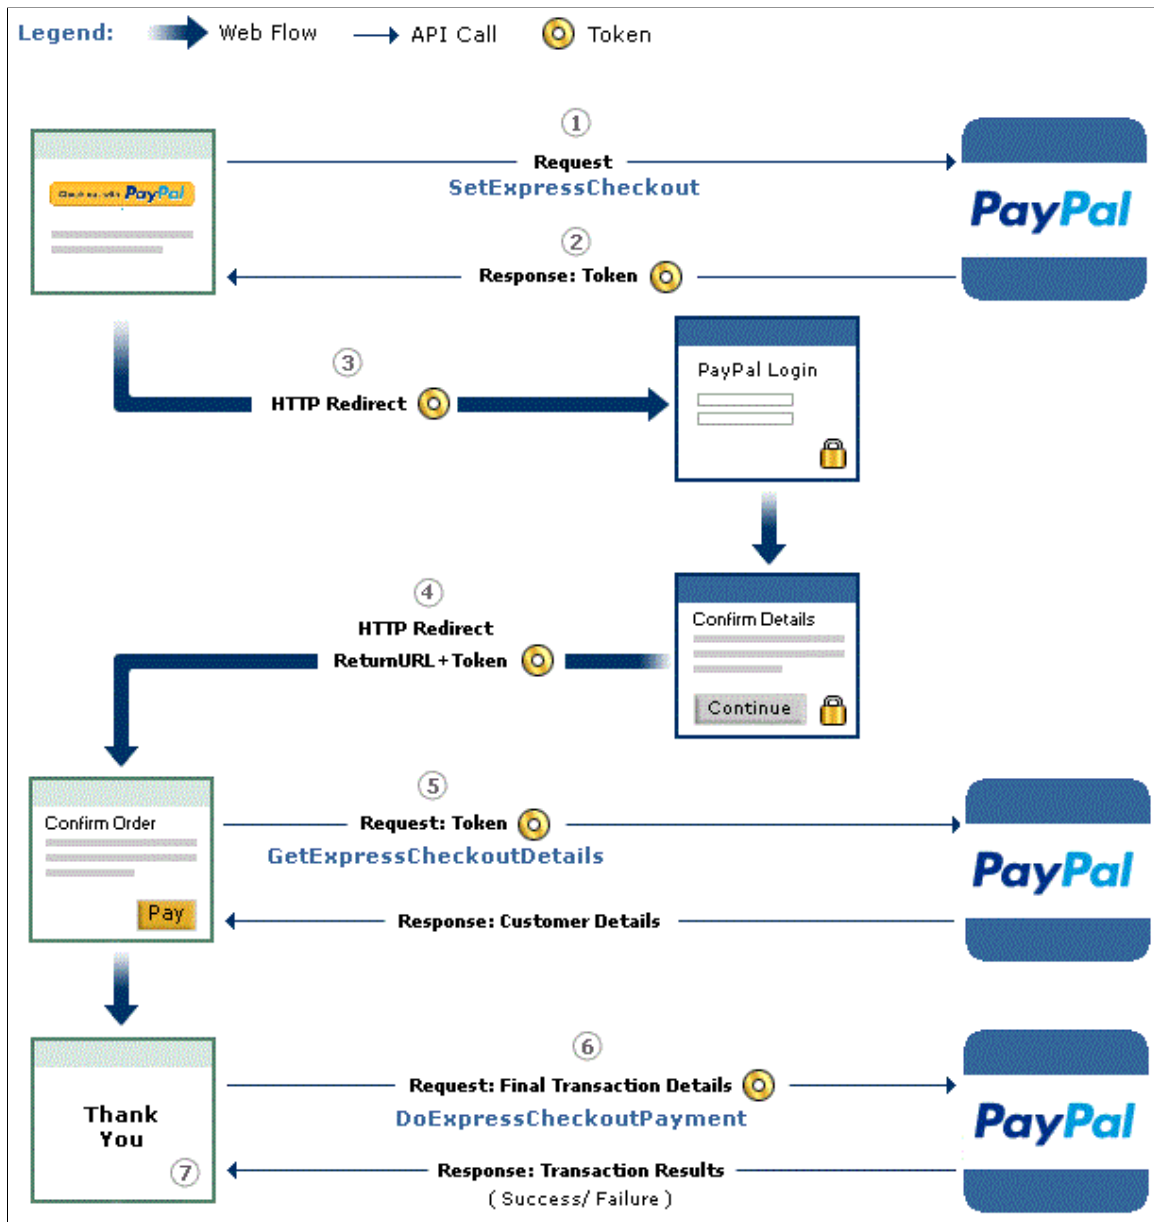 Legend: Web Flow API Call Token
1
Request
SetExpressCheckout
PayPal
PayPal
2
Response: Token
3
HTTP Redirect
PayPal Login
4
HTTP Redirect
ReturnURL + Token
Confirm Details
Continue
5
Confirm Order
Request: Token
GetExpressCheckoutDetails
PayPal
Pay
Response: Customer Details
6
Request: Final Transaction Details
DoExpressCheckoutPayment
Thank
You
PayPal
7
Response: Transaction Results
( Success/ Failure )